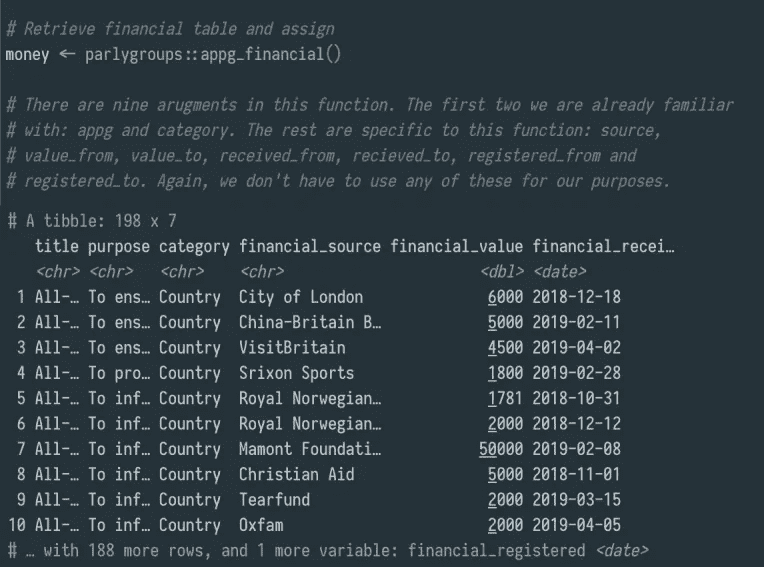 # Retrieve financial table and assign
money ← parlygroups::appg_financial()
# There are nine arugments in this function. The first two we are already familiar
# with: appg and category. The rest are specific to this function: source,
# value_from, value_to, received_from, recieved_to, registered_from and
# registered_to. Again, we don't have to use any of these for our purposes.
# A tibble: 198 x 7
title purpose category financial_source financial_value financial_recei…
<chr> <chr> <chr> <chr> <dbl> <date>
1 All-… To ens… Country City of London 6000 2018-12-18
2 All-… To ens… Country China-Britain B… 5000 2019-02-11
3 All-… To ens… Country VisitBritain 4500 2019-04-02
4 All-… To pro… Country Srixon Sports 1800 2019-02-28
5 All-… To inf… Country Royal Norwegian… 1781 2018-10-31
6 All-… To inf… Country Royal Norwegian… 2000 2018-12-12
7 All-… To inf… Country Mamont Foundati… 50000 2019-02-08
8 All-… To inf… Country Christian Aid 5000 2018-11-01
9 All-… To inf… Country Tearfund 2000 2019-03-15
10 All-… To inf… Country Oxfam 2000 2019-04-05
# … with 188 more rows, and 1 more variable: financial_registered <date>